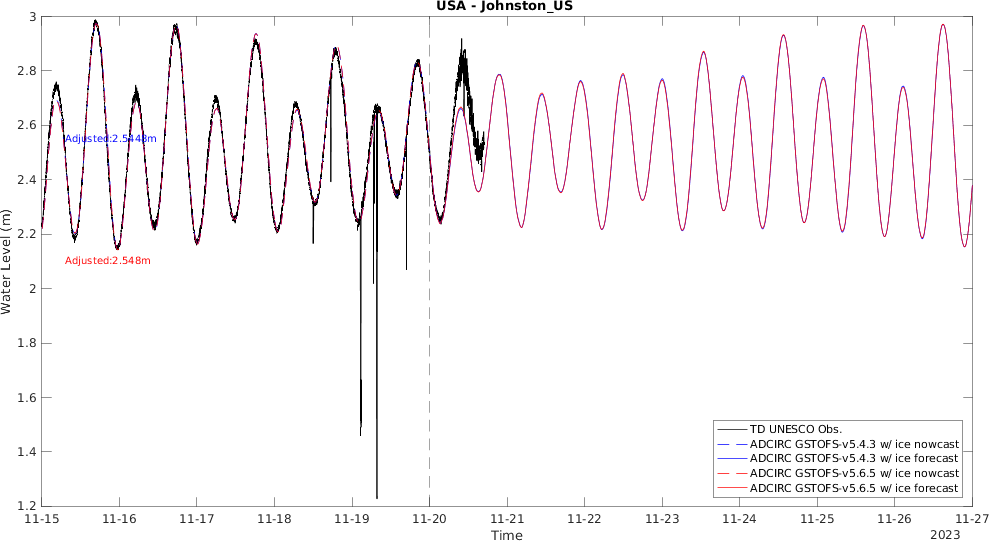 USA - Johnston_US
3
2.8
2.6
2.4
2.2
2
1.8
1.6
1.4
1.2
Water Level (m)
Adjusted:2.5448m
Adjusted:2.548m
TD UNESCO Obs.
ADCIRC GSTOFS-v5.4.3 w/ ice nowcast
ADCIRC GSTOFS-v5.4.3 w/ ice forecast
ADCIRC GSTOFS-v5.6.5 w/ ice nowcast
ADCIRC GSTOFS-v5.6.5 w/ ice forecast
11-15 11-16 11-17 11-18 11-19 11-20 11-21 11-22 11-23 11-24 11-25 11-26 11-27
Time
2023